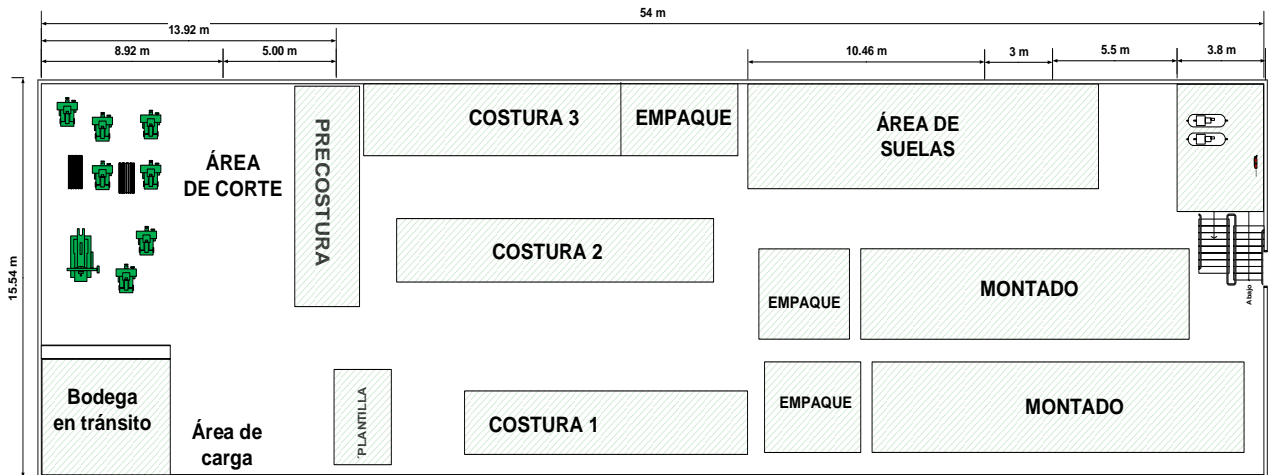 54 m
13.92 m
8.92 m
5.00 m
10.46 m
3 m
5.5 m
3.8 m
15.54 m
ÁREA
DE CORTE
PRECOSTURA
COSTURA 3
EMPAQUE
ÁREA DE
SUELAS
COSTURA 2
EMPAQUE
MONTADO
Abajo
Bodega
en tránsito
Área de
carga
PLANTILLA
COSTURA 1
EMPAQUE
MONTADO